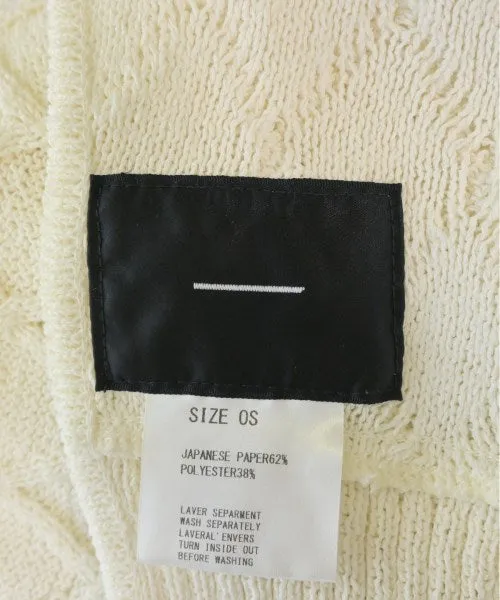 SIZE OS
JAPANESE PAPER62%
POLYESTER38%
LAVER SEPARMENT
WASH SEPARATELY
LAVERAL'ENVERS
TURN INSIDE OUT
BEFORE WASHING